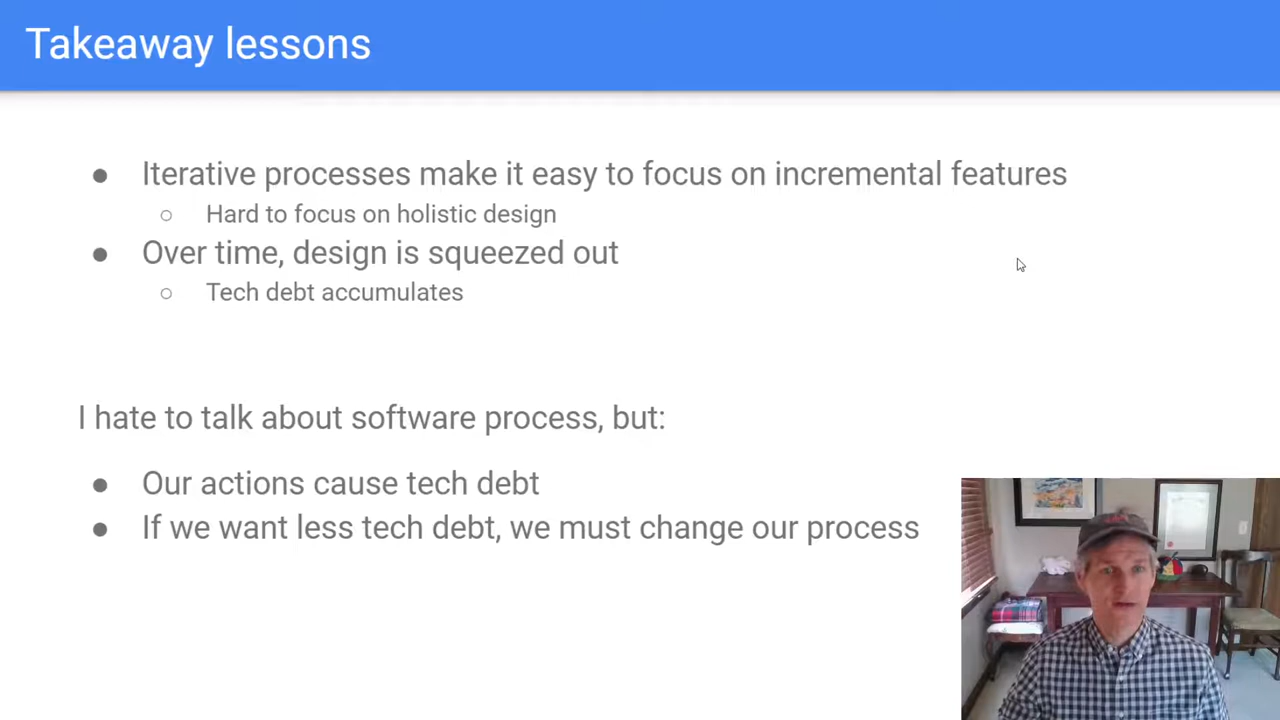 Takeaway lessons
● Iterative processes make it easy to focus on incremental features
○ Hard to focus on holistic design
● Over time, design is squeezed out
○ Tech debt accumulates
I hate to talk about software process, but:
● Our actions cause tech debt
● If we want less tech debt, we must change our process